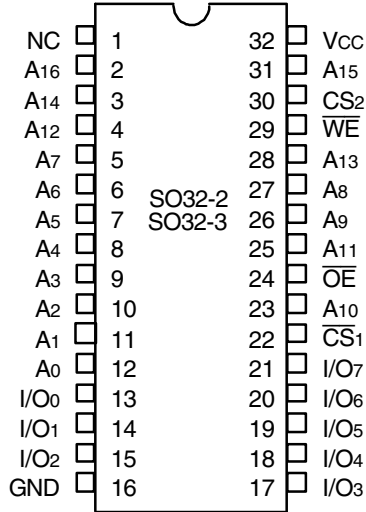 NC 1 32 VCC
A16 2 31 A15
A14 3 30 CS2
A12 4 29 W̅E̅
A7 5 28 A13
A6 6 SO32-2 27 A8
A5 7 SO32-3 26 A9
A4 8 25 A11
A3 9 24 O̅E̅
A2 10 23 A10
A1 11 22 C̅S̅1
A0 12 21 I/O7
I/O0 13 20 I/O6
I/O1 14 19 I/O5
I/O2 15 18 I/O4
GND 16 17 I/O3